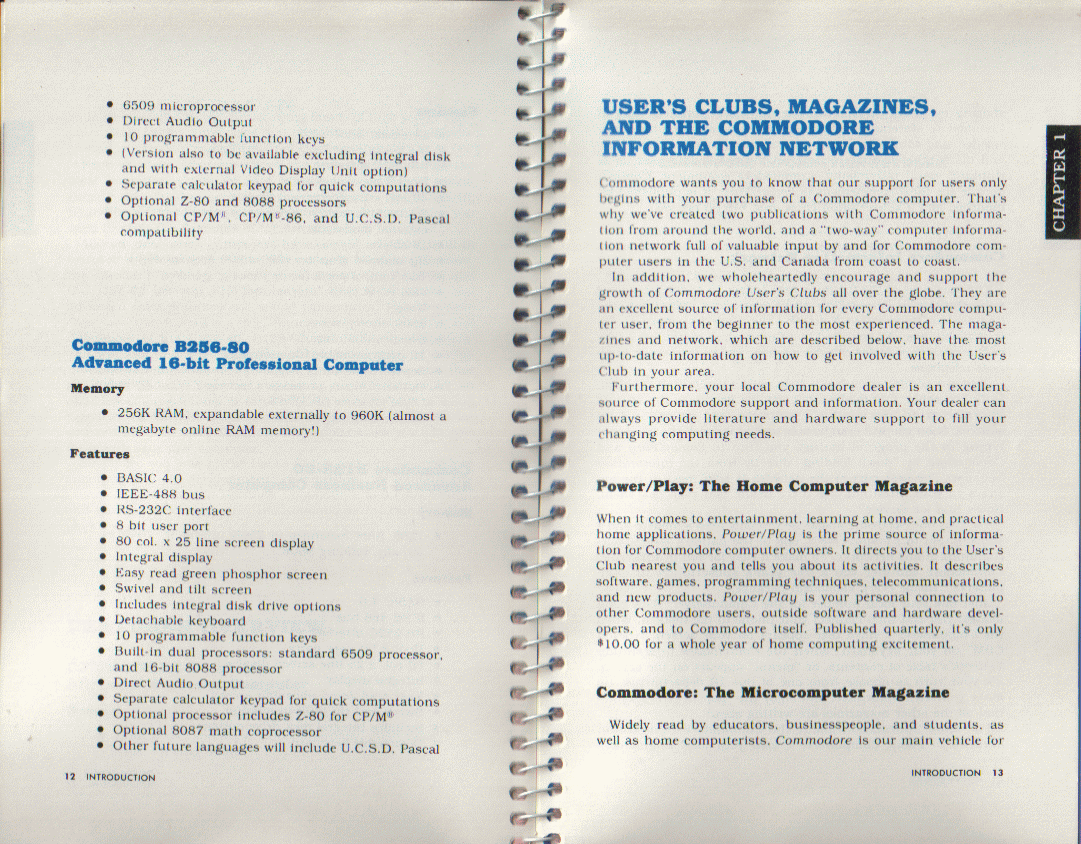 • 6509 microprocessor
• Direct Audio Output
• 10 programmable function keys
• (Version also to be available excluding integral disk
and with external Video Display Unit option)
• Separate calculator keypad for quick computations
• Optional Z-80 and 8088 processors
• Optional CP/M®, CP/M®-86, and U.C.S.D. Pascal
compatibility
Commodore B256-80
Advanced 16-bit Professional Computer
Memory
• 256K RAM, expandable externally to 960K (almost a
megabyte online RAM memory!)
Features
• BASIC 4.0
• IEEE-488 bus
• RS-232C interface
• 8 bit user port
• 80 col. x 25 line screen display
• Integral display
• Easy read green phosphor screen
• Swivel and tilt screen
• Includes integral disk drive options
• Detachable keyboard
• 10 programmable function keys
• Built-in dual processors: standard 6509 processor,
and 16-bit 8088 processor
• Direct Audio Output
• Separate calculator keypad for quick computations
• Optional processor includes Z-80 for CP/M®
• Optional 8087 math coprocessor
• Other future languages will include U.C.S.D. Pascal
12 INTRODUCTION
USER'S CLUBS, MAGAZINES,
AND THE COMMODORE
INFORMATION NETWORK
Commodore wants you to know that our support for users only
begins with your purchase of a Commodore computer. That's
why we've created two publications with Commodore informa-
tion from around the world, and a "two-way" computer informa-
tion network full of valuable input by and for Commodore com-
puter users in the U.S. and Canada from coast to coast.
In addition, we wholeheartedly encourage and support the
growth of Commodore User's Clubs all over the globe. They are
an excellent source of information for every Commodore compu-
ter user, from the beginner to the most experienced. The maga-
zines and network, which are described below, have the most
up-to-date information on how to get involved with the User's
Club in your area.
Furthermore, your local Commodore dealer is an excellent
source of Commodore support and information. Your dealer can
always provide literature and hardware support to fill your
changing computing needs.
Power/Play: The Home Computer Magazine
When it comes to entertainment, learning at home, and practical
home applications, Power/Play is the prime source of informa-
tion for Commodore computer owners. It directs you to the User's
Club nearest you and tells you about its activities. It describes
software, games, programming techniques, telecommunications,
and new products. Power/Play is your personal connection to
other Commodore users, outside software and hardware devel-
opers, and to Commodore itself. Published quarterly, it's only
$10.00 for a whole year of home computing excitement.
Commodore: The Microcomputer Magazine
Widely read by educators, businesspeople, and students, as
well as home computerists, Commodore is our main vehicle for
INTRODUCTION 13
CHAPTER 1